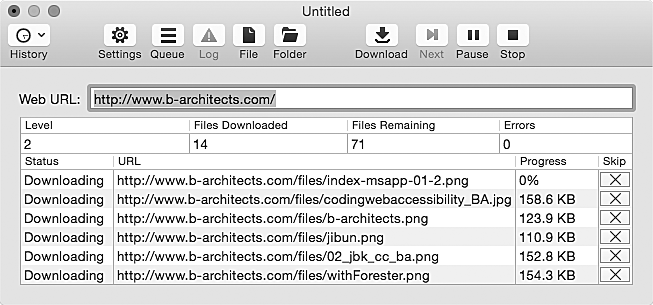 Untitled
History Settings Queue Log File Folder Download Next Pause Stop
Web URL: http://www.b-architects.com/
Level Files Downloaded Files Remaining Errors
2 14 71 0
Status URL Progress Skip
Downloading http://www.b-architects.com/files/index-msapp-01-2.png 0%
Downloading http://www.b-architects.com/files/codingwebaccessibility_BA.jpg 158.6 KB
Downloading http://www.b-architects.com/files/b-architects.png 123.9 KB
Downloading http://www.b-architects.com/files/jibun.png 110.9 KB
Downloading http://www.b-architects.com/files/02_jbk_cc_ba.png 152.8 KB
Downloading http://www.b-architects.com/files/withForester.png 154.3 KB